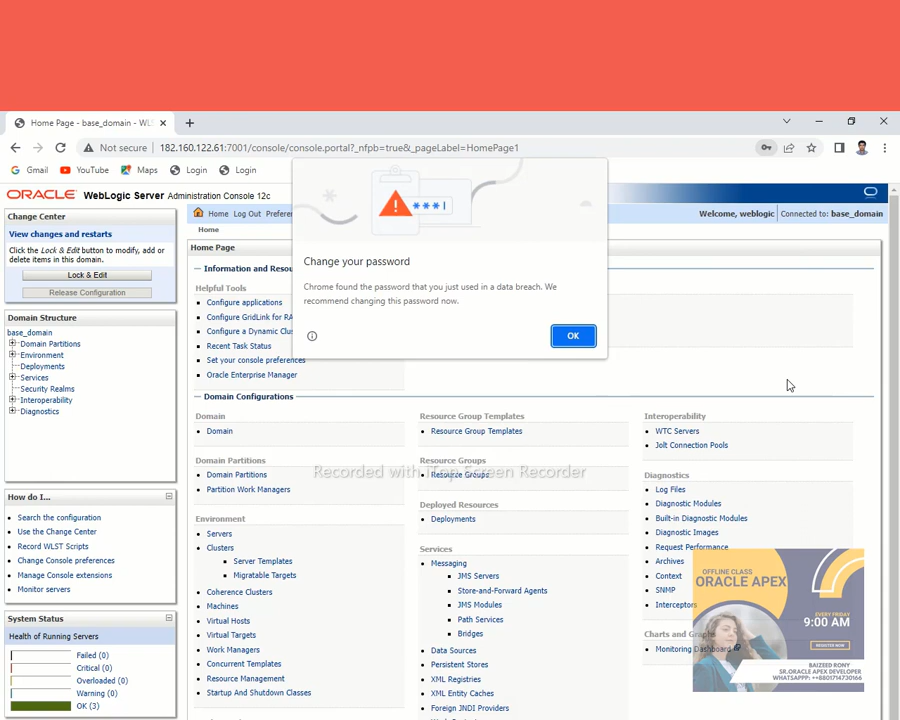 Home Page - base_domain - WLS
Not secure
182.160.122.61:7001/console/console.portal?_nfpb=true&_pageLabel=HomePage1
Gmail
YouTube
Maps
Login
Login
ORACLE WebLogic Server Administration Console 12c
Change Center
View changes and restarts
Click the Lock & Edit button to modify, add or
delete items in this domain.
Lock & Edit
Release Configuration
Domain Structure
base_domain
Domain Partitions
Environment
Deployments
Services
Security Realms
Interoperability
Diagnostics
How do I...
Search the configuration
Use the Change Center
Record WLST Scripts
Change Console preferences
Manage Console extensions
Monitor servers
System Status
Health of Running Servers
Failed (0)
Critical (0)
Overloaded (0)
Warning (0)
OK (3)
Home
Log Out
Welcome, weblogic
Connected to: base_domain
Home
Home Page
***
Change your password
Chrome found the password that you just used in a data breach. We
recommend changing this password now.
OK
Information and
Helpful Tools
Configure applications
Configure GridLink for
Configure a Dynamic
Recent Task Status
Set your console preferences
Oracle Enterprise Manager
Domain Configurations
Domain
Domain
Domain Partitions
Domain Partitions
Partition Work Managers
Environment
Servers
Clusters
Server Templates
Migratable Targets
Coherence Clusters
Machines
Virtual Hosts
Virtual Targets
Work Managers
Concurrent Templates
Resource Management
Startup And Shutdown Classes
Resource Group Templates
Resource Group Templates
Resource Groups
Resource Groups
Recorded with iTop Screen Recorder
Deployed Resources
Deployments
Services
Messaging
JMS Servers
Store-and-Forward Agents
JMS Modules
Path Services
Bridges
Data Sources
Persistent Stores
XML Registries
XML Entity Caches
Foreign JNDI Providers
Interoperability
WTC Servers
Jolt Connection Pools
Diagnostics
Log Files
Diagnostic Modules
Built-in Diagnostic Modules
Diagnostic Images
Request Performance
Archives
Context
SNMP
Interceptors
Charts and Graphs
Monitoring Dashboard
OFFLINE CLASS
ORACLE APEX
EVERY FRIDAY
9:00 AM
REGISTER NOW
BAIZEED RONY
SR.ORACLE APEX DEVELOPER
WHATSAPPP: ++8801714730166